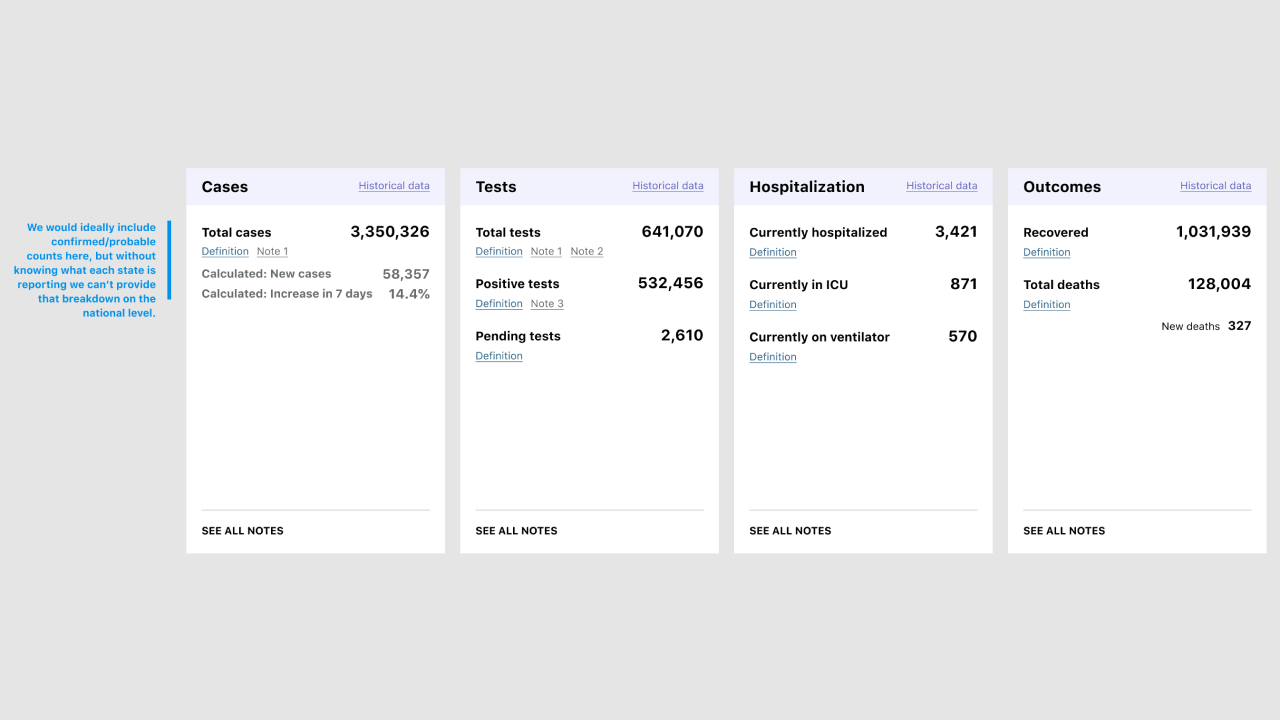 We would ideally include
confirmed/probable
counts here, but without
knowing what each state is
reporting we can't provide
that breakdown on the
national level.
Cases Historical data
Total cases 3,350,326
Definition Note 1
Calculated: New cases 58,357
Calculated: Increase in 7 days 14.4%
SEE ALL NOTES
Tests Historical data
Total tests 641,070
Definition Note 1 Note 2
Positive tests 532,456
Definition Note 3
Pending tests 2,610
Definition
SEE ALL NOTES
Hospitalization Historical data
Currently hospitalized 3,421
Definition
Currently in ICU 871
Definition
Currently on ventilator 570
Definition
SEE ALL NOTES
Outcomes Historical data
Recovered 1,031,939
Definition
Total deaths 128,004
Definition
New deaths 327
SEE ALL NOTES